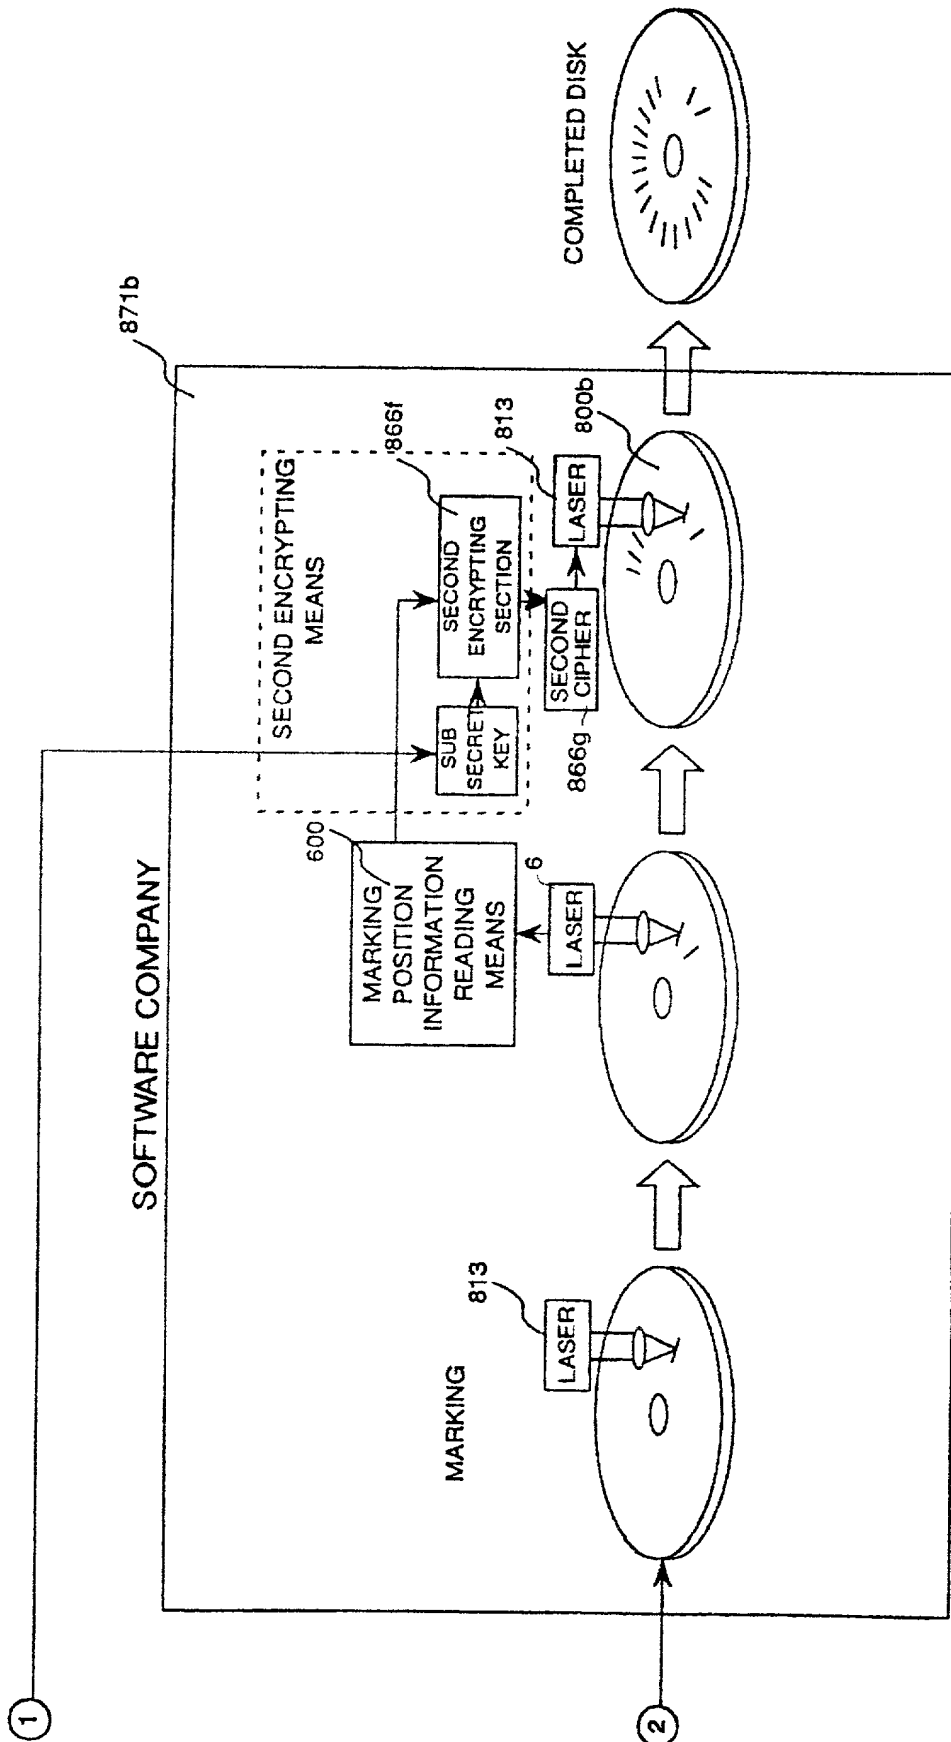 1
SOFTWARE COMPANY
871b
SECOND ENCRYPTING
MEANS
866f
600
MARKING
POSITION
INFORMATION
READING
MEANS
SUB
SECRET
KEY
SECOND
ENCRYPTING
SECTION
813
SECOND
CIPHER
866g
LASER
6
LASER
800b
COMPLETED DISK
MARKING
813
LASER
2